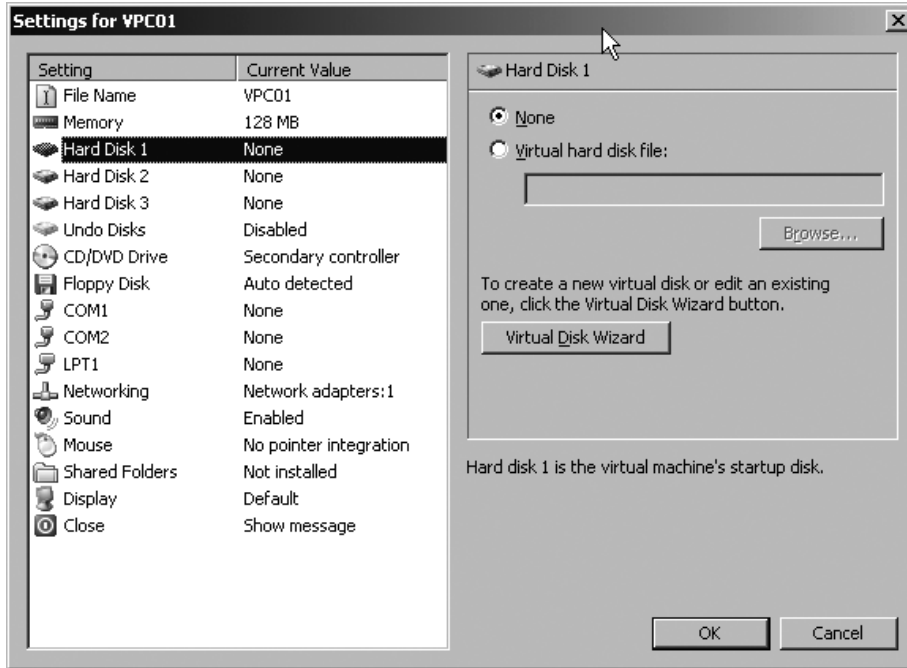 Settings for VPC01
Setting Current Value
File Name VPC01
Memory 128 MB
Hard Disk 1 None
Hard Disk 2 None
Hard Disk 3 None
Undo Disks Disabled
CD/DVD Drive Secondary controller
Floppy Disk Auto detected
COM1 None
COM2 None
LPT1 None
Networking Network adapters:1
Sound Enabled
Mouse No pointer integration
Shared Folders Not installed
Display Default
Close Show message
Hard Disk 1
None
Virtual hard disk file:
Browse...
To create a new virtual disk or edit an existing
one, click the Virtual Disk Wizard button.
Virtual Disk Wizard
Hard disk 1 is the virtual machine's startup disk.
OK Cancel